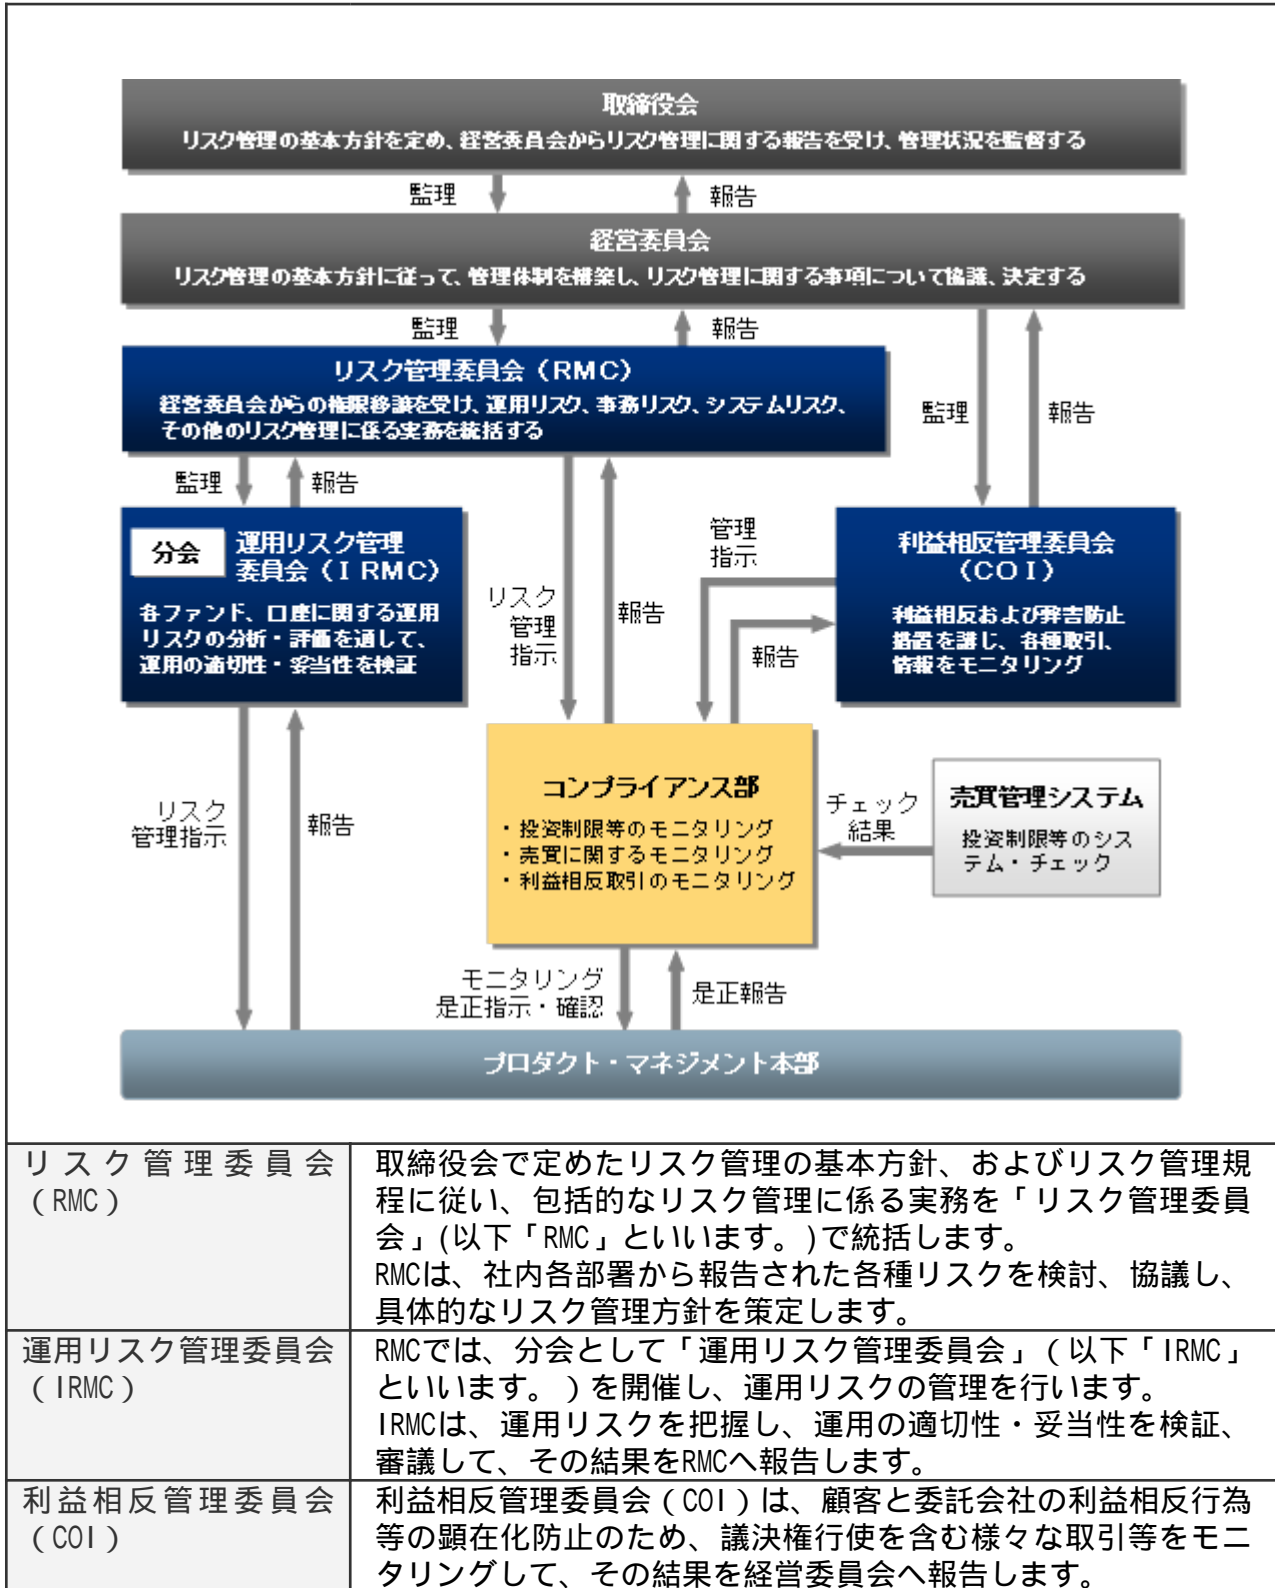 取締役会
リスク管理の基本方針を定め、経営委員会からリスク管理に関する報告を受け、管理状況を監督する
監理
報告
経営委員会
リスク管理の基本方針に従って、管理体制を構築し、リスク管理に関する事項について協議、決定する
監理
報告
監理
報告
リスク管理委員会（RMC）
経営委員会からの権限移譲を受け、運用リスク、事務リスク、システムリスク、
その他のリスク管理に係る実務を統括する
監理
報告
分会
運用リスク管理
委員会（IRMC）
各ファンド、口座に関する運用
リスクの分析・評価を通して、
運用の適切性・妥当性を検証
リスク
管理
指示
報告
管理
指示
報告
利益相反管理委員会
（COI）
利益相反および弊害防止
措置を講じ、各種取引、
情報をモニタリング
リスク
管理指示
報告
コンプライアンス部
・投資制限等のモニタリング
・売買に関するモニタリング
・利益相反取引のモニタリング
チェック
結果
売買管理システム
投資制限等のシス
テム・チェック
モニタリング
是正指示・確認
是正報告
プロダクト・マネジメント本部
リスク管理委員会
（RMC）
取締役会で定めたリスク管理の基本方針、およびリスク管理規
程に従い、包括的なリスク管理に係る実務を「リスク管理委員
会」(以下「RMC」といいます。)で統括します。
RMCは、社内各部署から報告された各種リスクを検討、協議し、
具体的なリスク管理方針を策定します。
運用リスク管理委員会
（IRMC）
RMCでは、分会として「運用リスク管理委員会」（以下「IRMC」
といいます。）を開催し、運用リスクの管理を行います。
IRMCは、運用リスクを把握し、運用の適切性・妥当性を検証、
審議して、その結果をRMCへ報告します。
利益相反管理委員会
（COI）
利益相反管理委員会（COI）は、顧客と委託会社の利益相反行為
等の顕在化防止のため、議決権行使を含む様々な取引等をモニ
タリングして、その結果を経営委員会へ報告します。